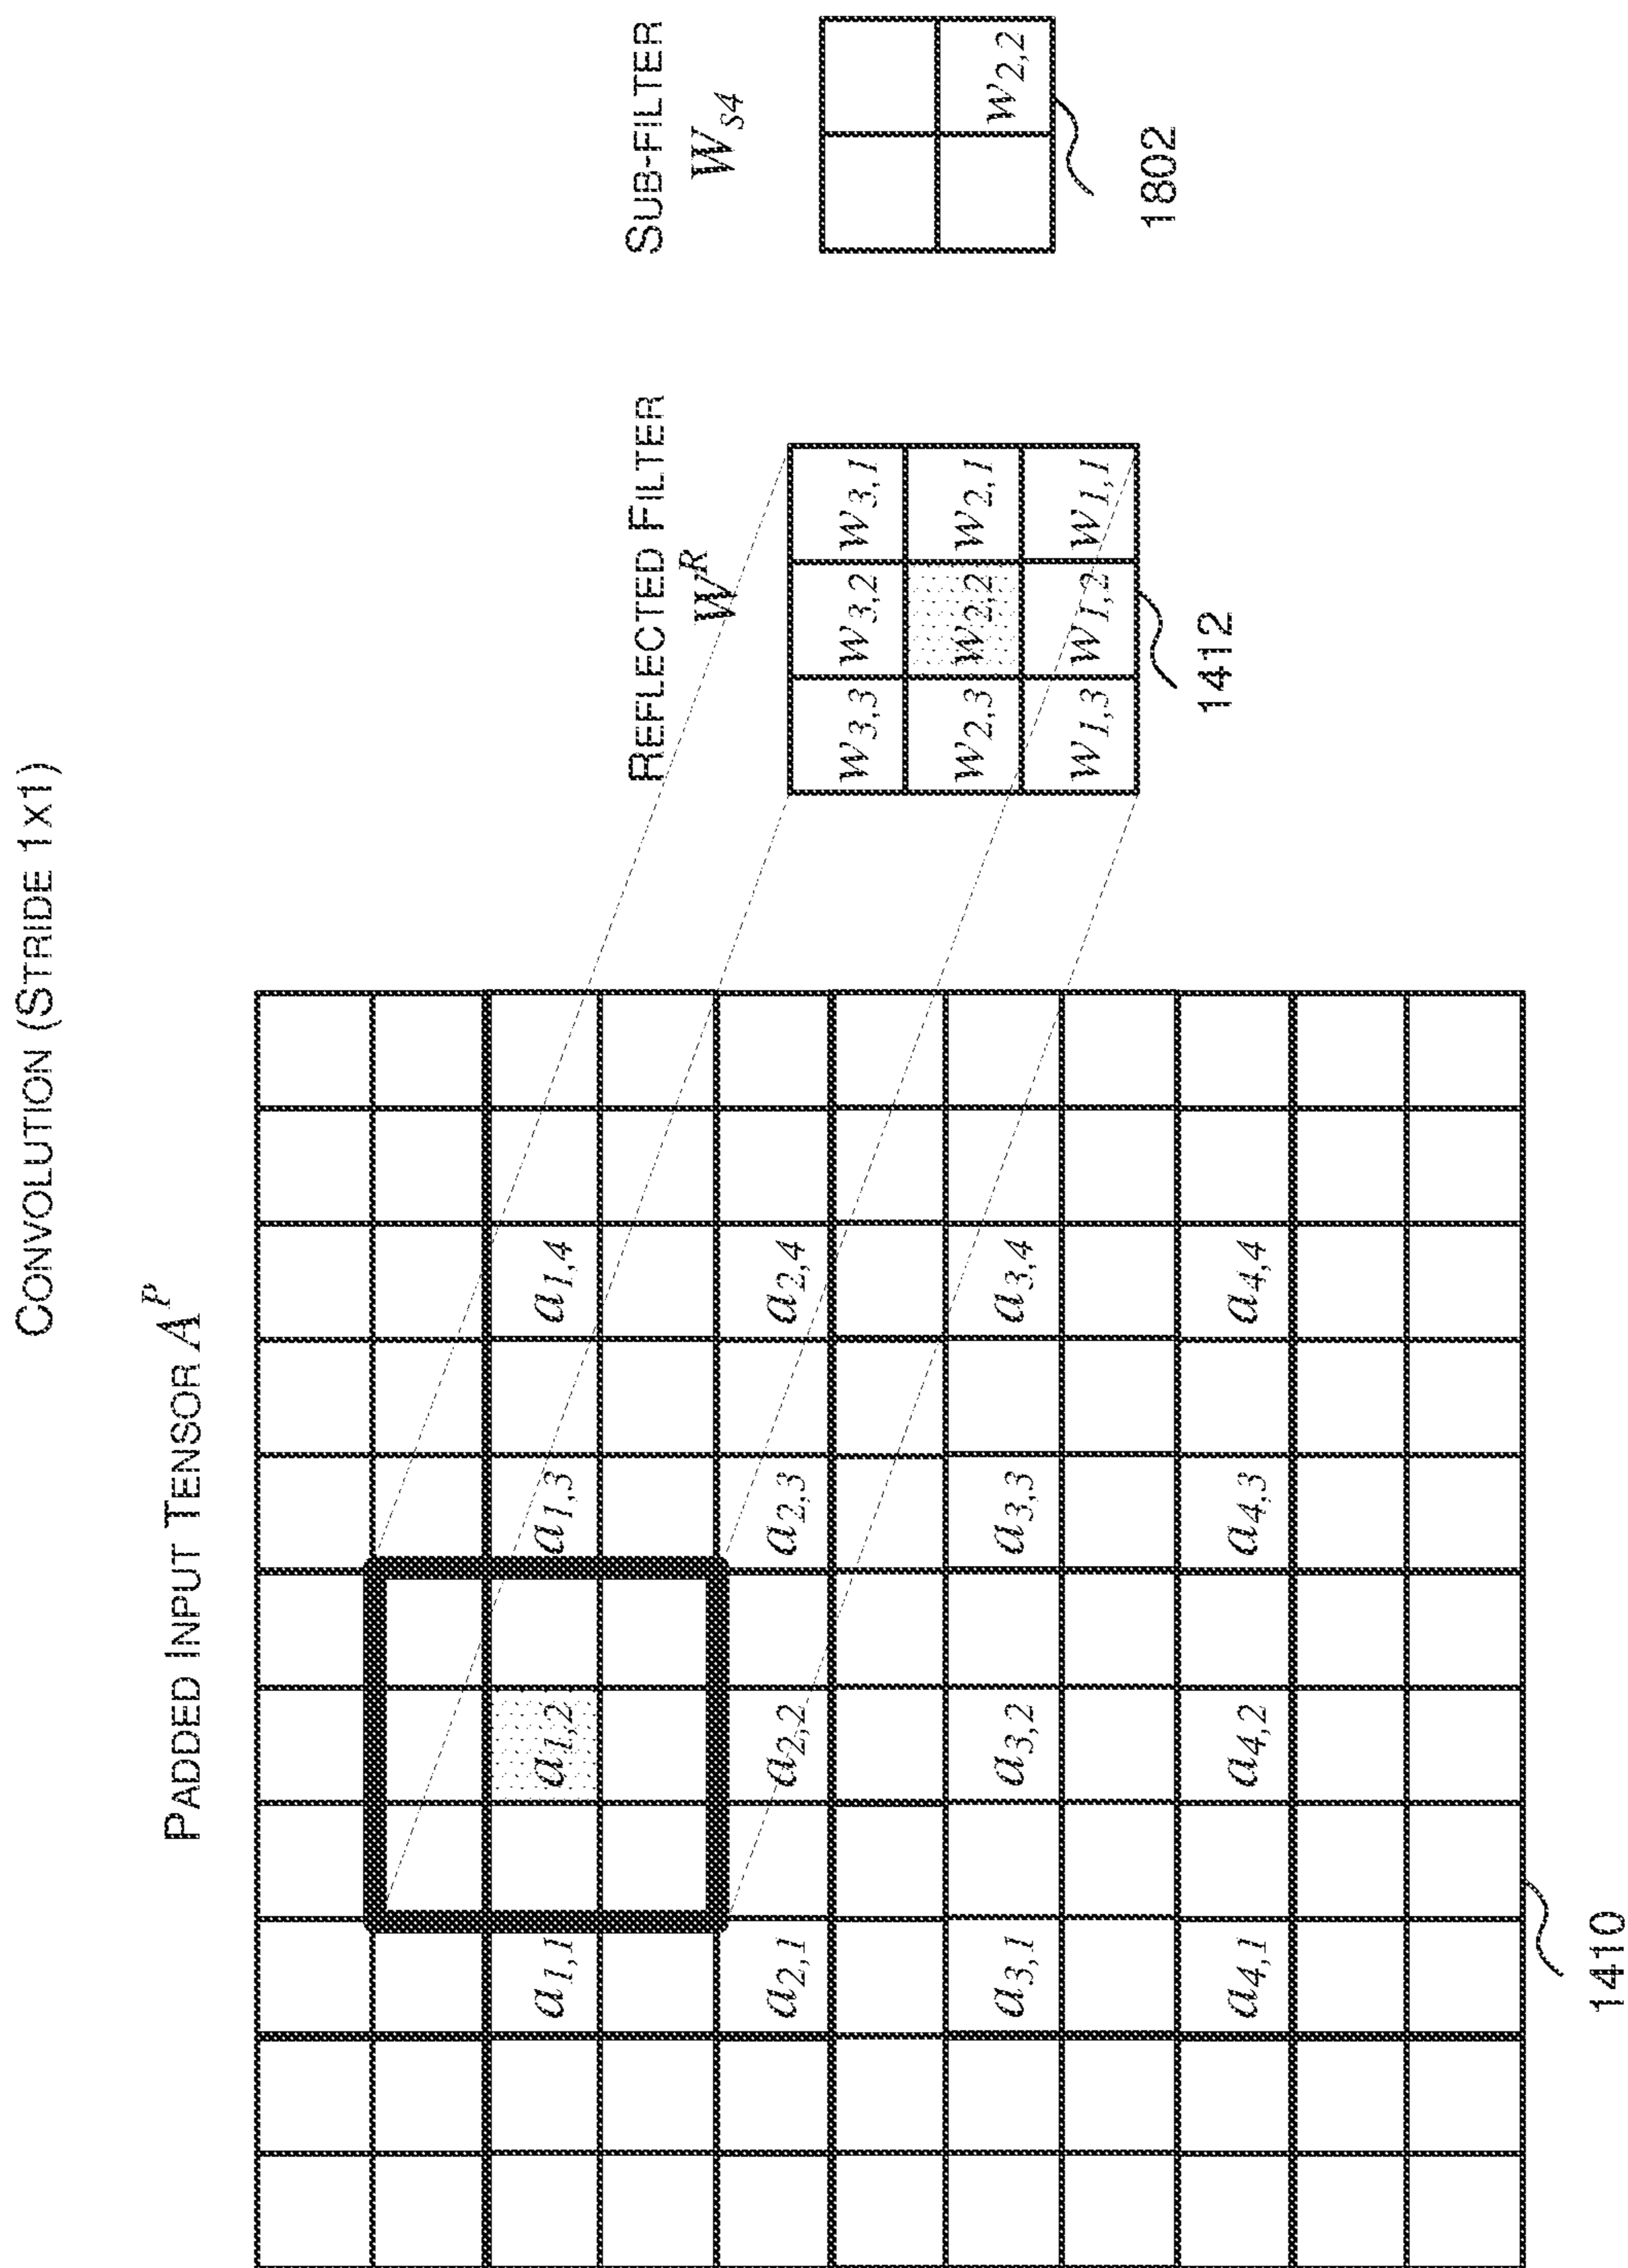 CONVOLUTION (STRIDE 1x1)
PADDED INPUT TENSOR A^P
a1,1 a1,2 a1,3 a1,4
a2,1 a2,2 a2,3 a2,4
a3,1 a3,2 a3,3 a3,4
a4,1 a4,2 a4,3 a4,4
1410
REFLECTED FILTER
W^R
w3,3 w3,2 w3,1
w2,3 w2,2 w2,1
w1,3 w1,2 w1,1
1412
SUB-FILTER
W_S4
w2,2
1802